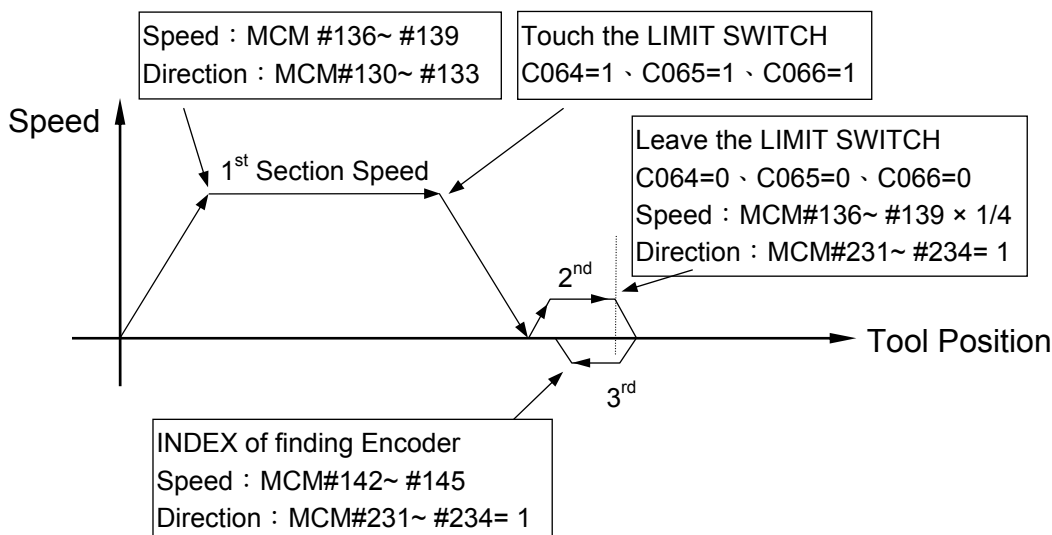 Speed：MCM #136~ #139
Direction：MCM#130~ #133
Touch the LIMIT SWITCH
C064=1、C065=1、C066=1
Speed
1st Section Speed
Leave the LIMIT SWITCH
C064=0、C065=0、C066=0
Speed：MCM#136~ #139 × 1/4
Direction：MCM#231~ #234= 1
2nd
Tool Position
3rd
INDEX of finding Encoder
Speed：MCM#142~ #145
Direction：MCM#231~ #234= 1